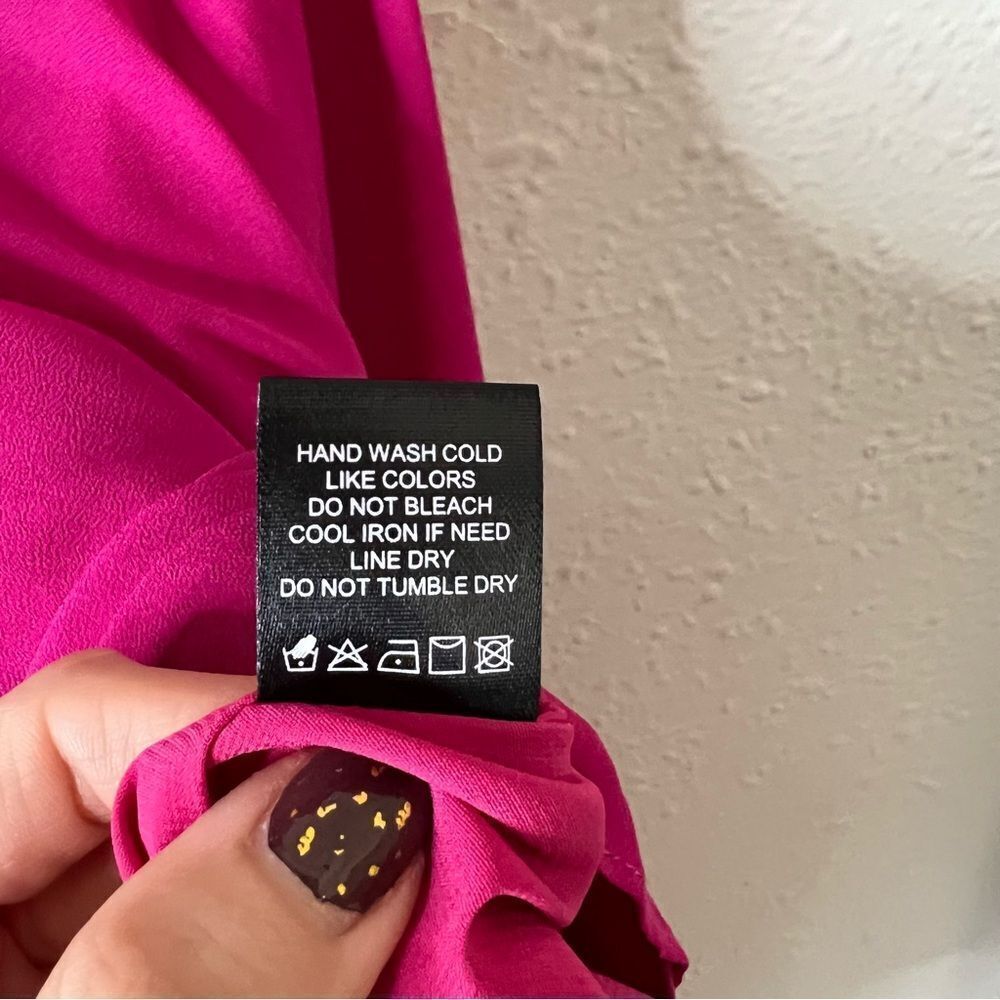 HAND WASH COLD
LIKE COLORS
DO NOT BLEACH
COOL IRON IF NEED
LINE DRY
DO NOT TUMBLE DRY